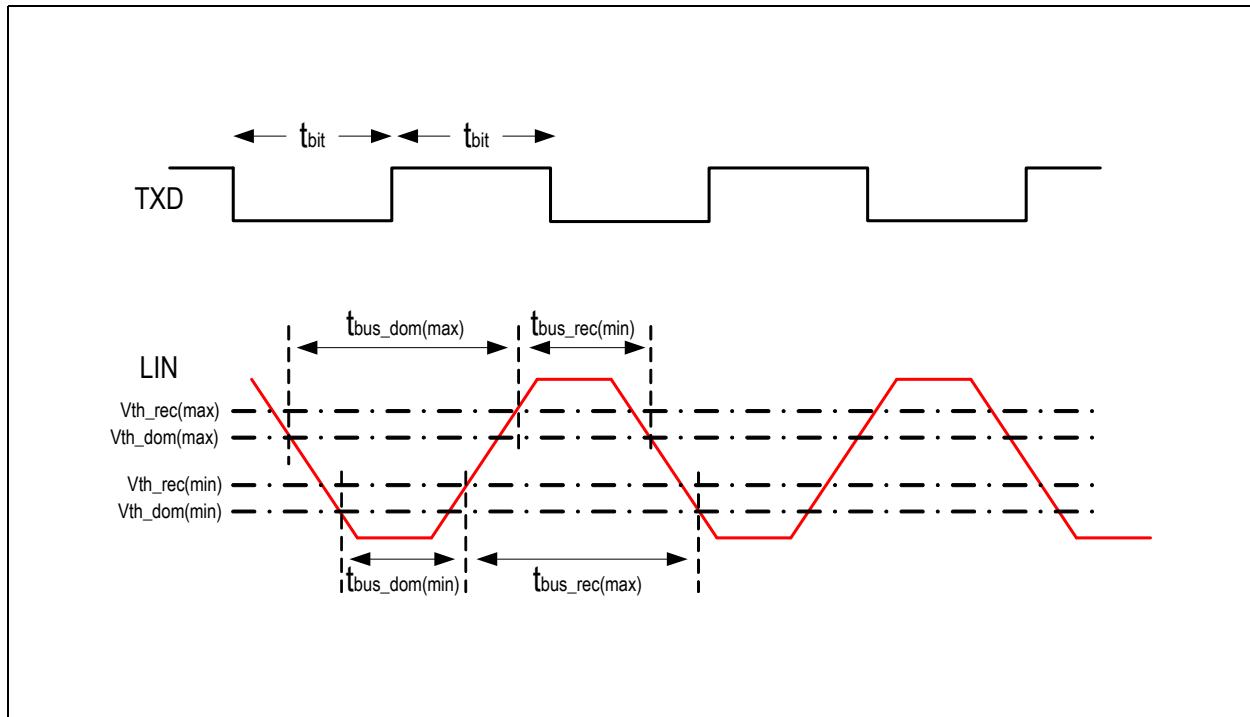 tbit tbit
TXD
tbus_dom(max) tbus_rec(min)
LIN
Vth_rec(max)
Vth_dom(max)
Vth_rec(min)
Vth_dom(min)
tbus_dom(min) tbus_rec(max)